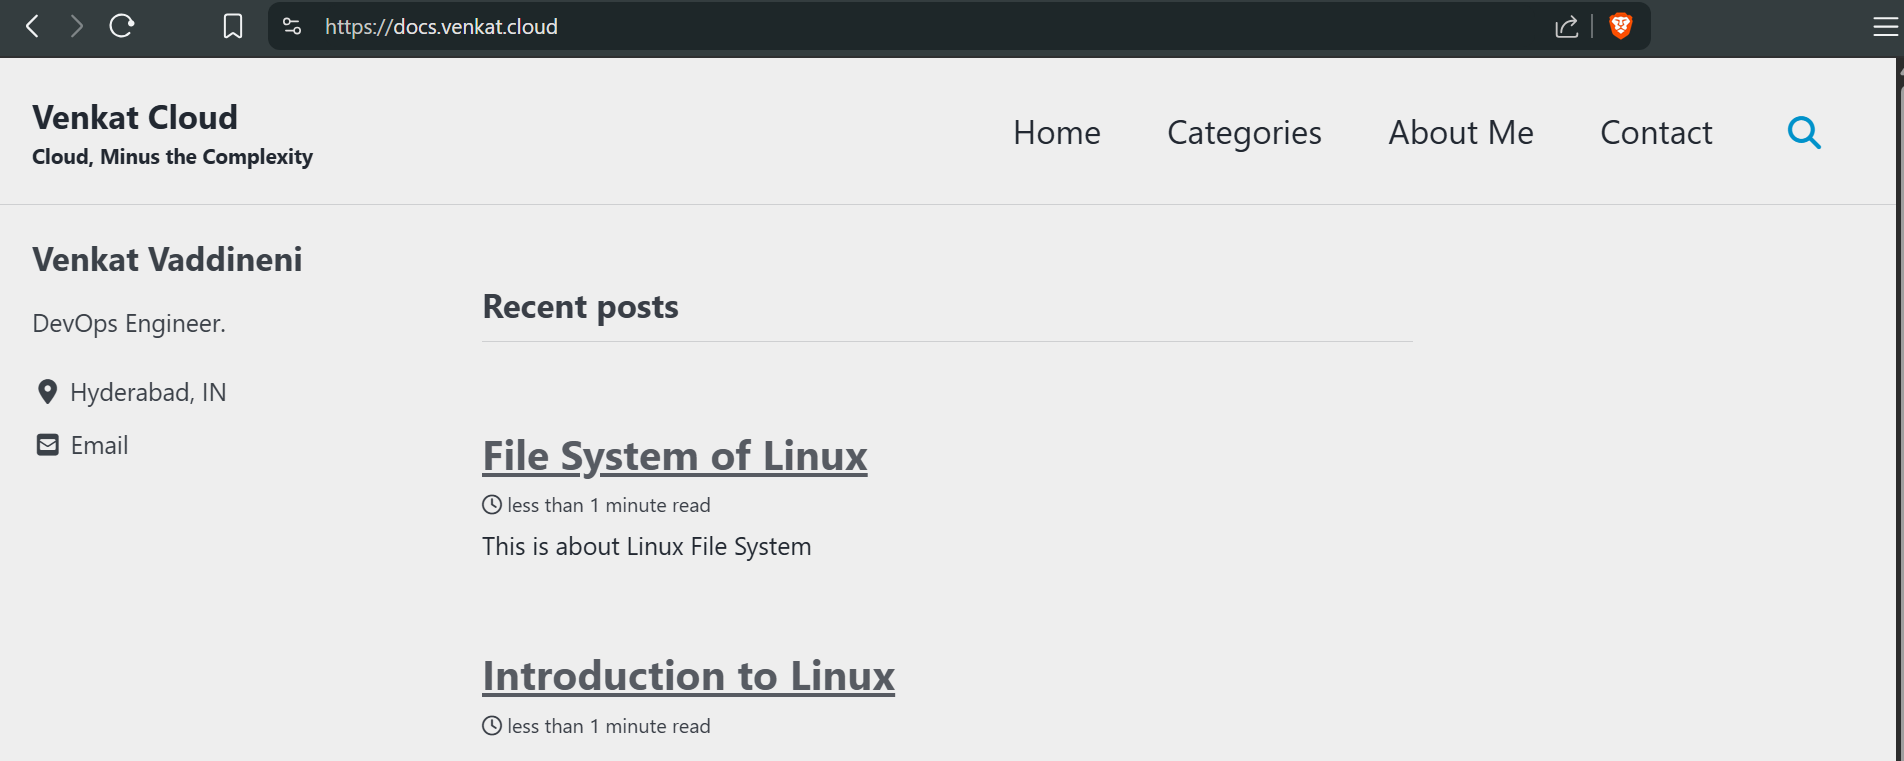 https://docs.venkat.cloud
Venkat Cloud
Cloud, Minus the Complexity
Home
Categories
About Me
Contact
Venkat Vaddineni
DevOps Engineer.
Hyderabad, IN
Email
Recent posts
File System of Linux
less than 1 minute read
This is about Linux File System
Introduction to Linux
less than 1 minute read